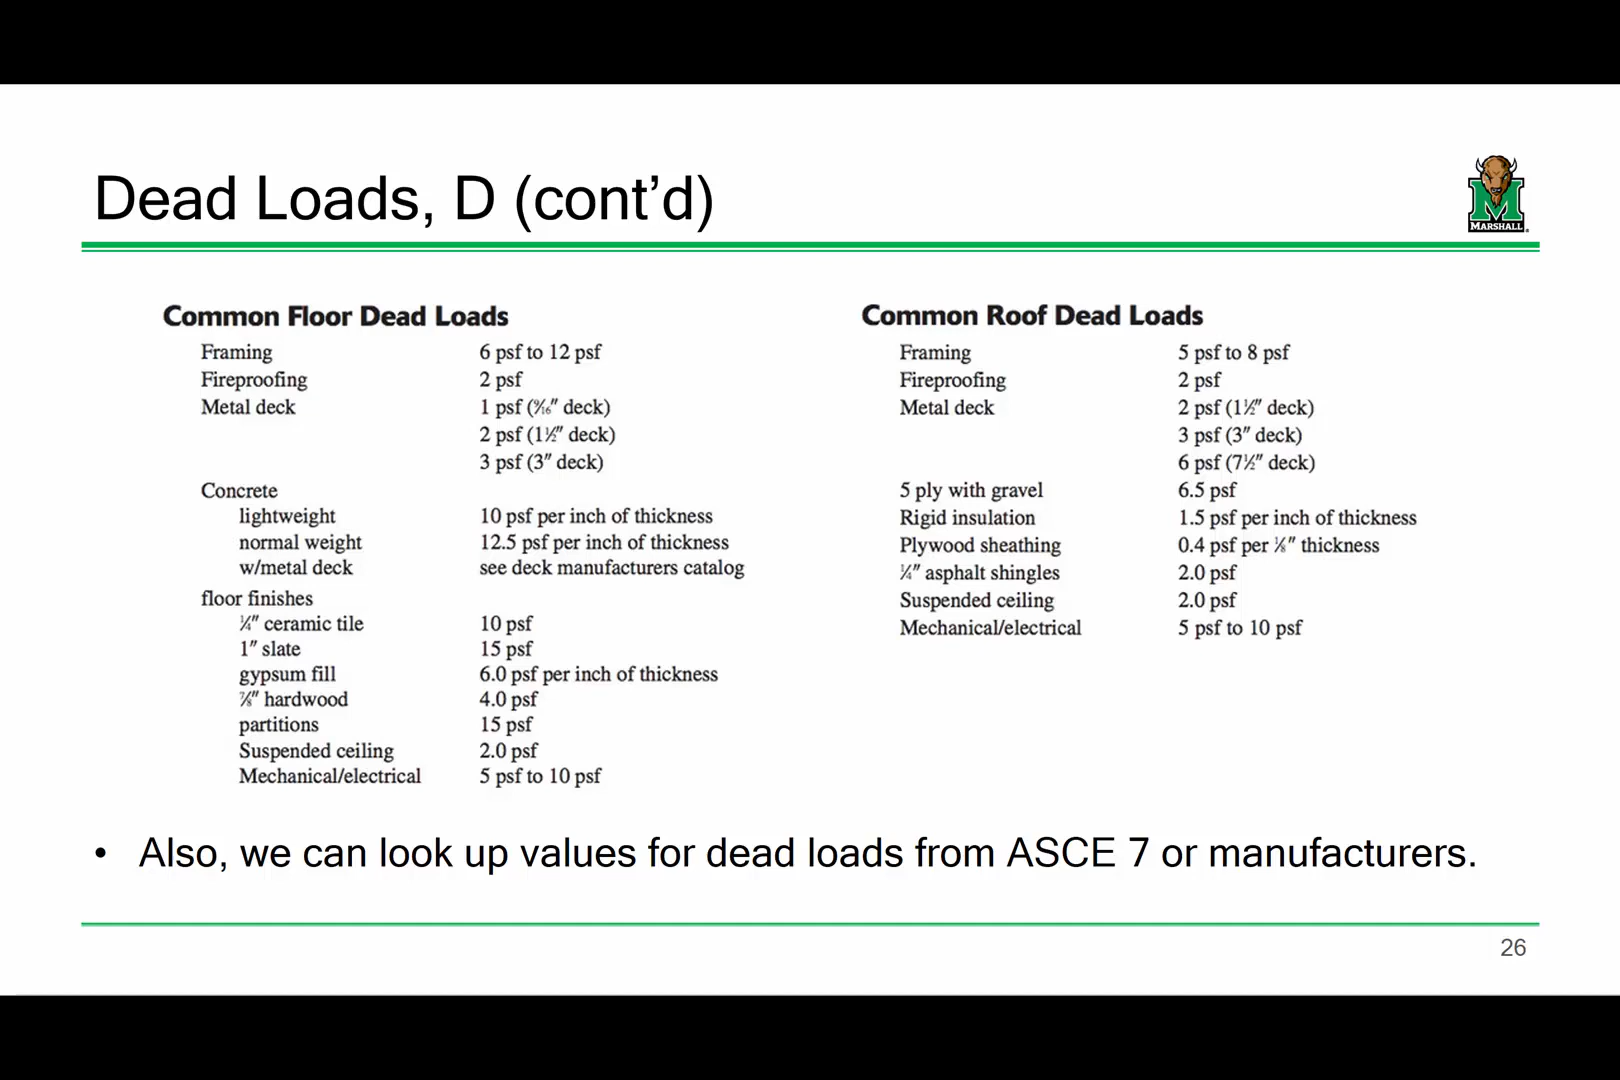 Dead Loads, D (cont’d)
MARSHALL
Common Floor Dead Loads
Framing 6 psf to 12 psf
Fireproofing 2 psf
Metal deck 1 psf (9⁄16″ deck)
2 psf (1½″ deck)
3 psf (3″ deck)
Concrete
lightweight 10 psf per inch of thickness
normal weight 12.5 psf per inch of thickness
w/metal deck see deck manufacturers catalog
floor finishes
¼″ ceramic tile 10 psf
1″ slate 15 psf
gypsum fill 6.0 psf per inch of thickness
⅞″ hardwood 4.0 psf
partitions 15 psf
Suspended ceiling 2.0 psf
Mechanical/electrical 5 psf to 10 psf
Common Roof Dead Loads
Framing 5 psf to 8 psf
Fireproofing 2 psf
Metal deck 2 psf (1½″ deck)
3 psf (3″ deck)
6 psf (7½″ deck)
5 ply with gravel 6.5 psf
Rigid insulation 1.5 psf per inch of thickness
Plywood sheathing 0.4 psf per ⅛″ thickness
¼″ asphalt shingles 2.0 psf
Suspended ceiling 2.0 psf
Mechanical/electrical 5 psf to 10 psf
• Also, we can look up values for dead loads from ASCE 7 or manufacturers.
26